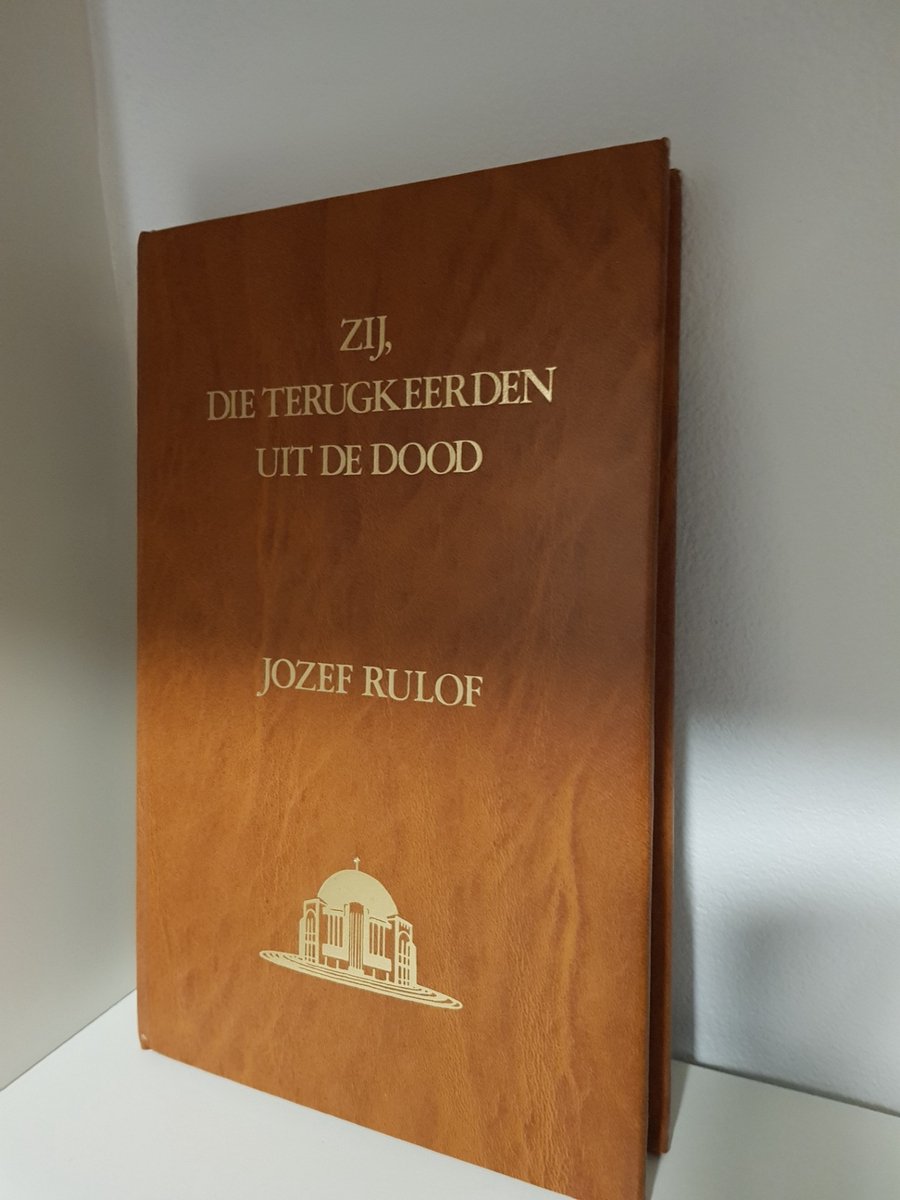 ZIJ,
DIE TERUGKEERDEN
UIT DE DOOD
JOZEF RULOF